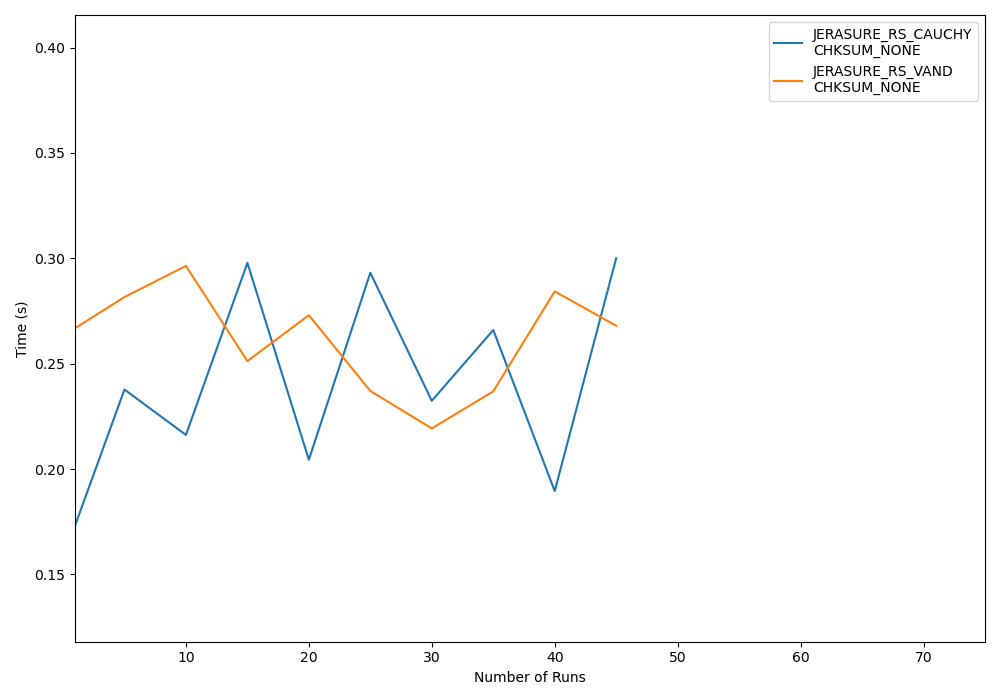 0.40
0.35
0.30
0.25
0.20
0.15
Time (s)
10 20 30 40 50 60 70
Number of Runs
JERASURE_RS_CAUCHY
CHKSUM_NONE
JERASURE_RS_VAND
CHKSUM_NONE